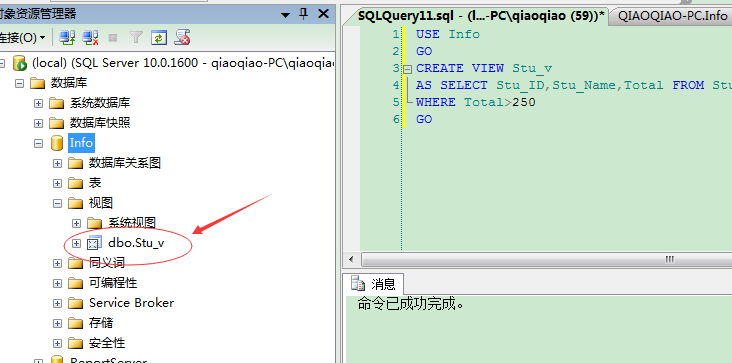 对象资源管理器
连接(O)
(local) (SQL Server 10.0.1600 - qiaoqiao-PC\qiaoqiao
数据库
系统数据库
数据库快照
Info
数据库关系图
表
视图
系统视图
dbo.Stu_v
同义词
可编程性
Service Broker
存储
安全性
ReportServer
SQLQuery11.sql - (l...-PC\qiaoqiao (59))*
QIAOQIAO-PC.Info
1 USE Info
2 GO
3 CREATE VIEW Stu_v
4 AS SELECT Stu_ID,Stu_Name,Total FROM Stu
5 WHERE Total>250
6 GO
消息
命令已成功完成。